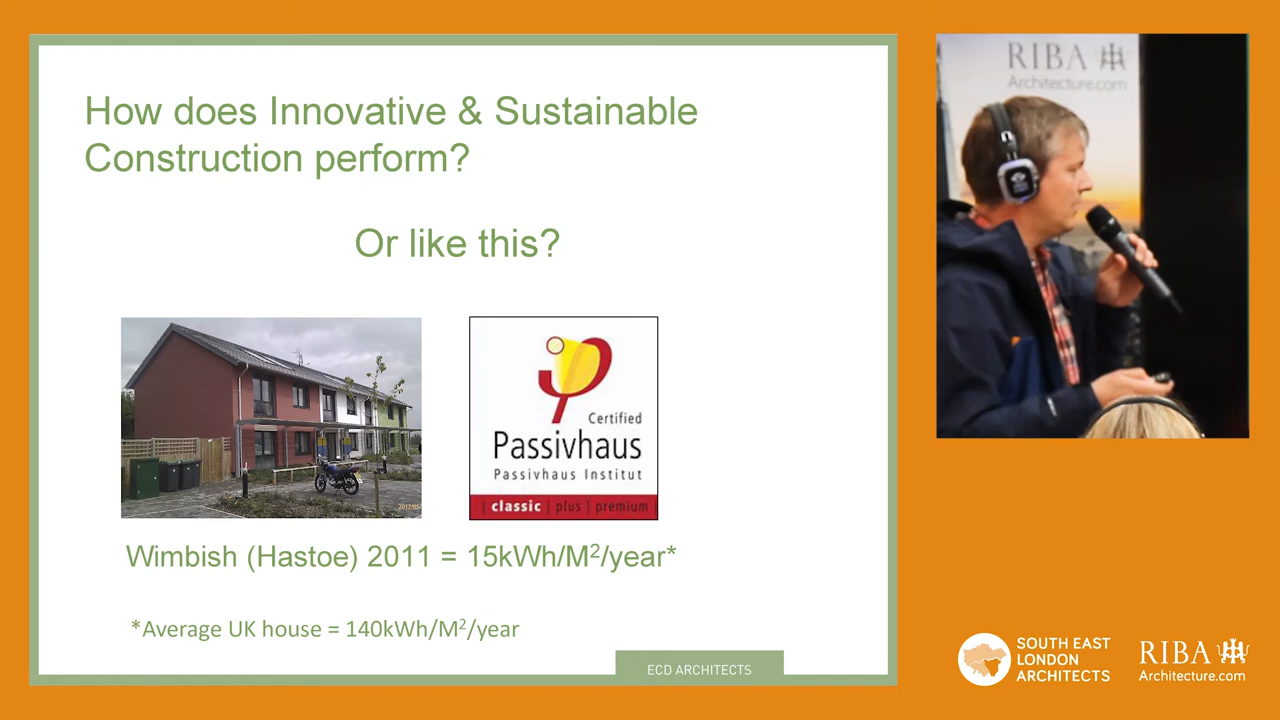 How does Innovative & Sustainable
Construction perform?
Or like this?
Certified
Passivhaus
Passivhaus Institut
| classic | plus | premium
Wimbish (Hastoe) 2011 = 15kWh/M²/year*
*Average UK house = 140kWh/M²/year
ECD ARCHITECTS
RIBA
Architecture.com
SOUTH EAST
LONDON
ARCHITECTS
RIBA
Architecture.com